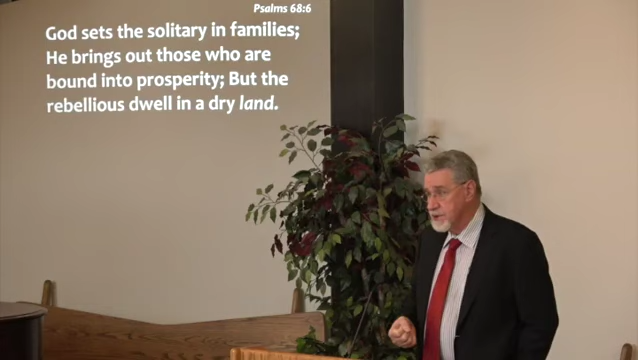 Psalms 68:6
God sets the solitary in families;
He brings out those who are
bound into prosperity; But the
rebellious dwell in a dry land.